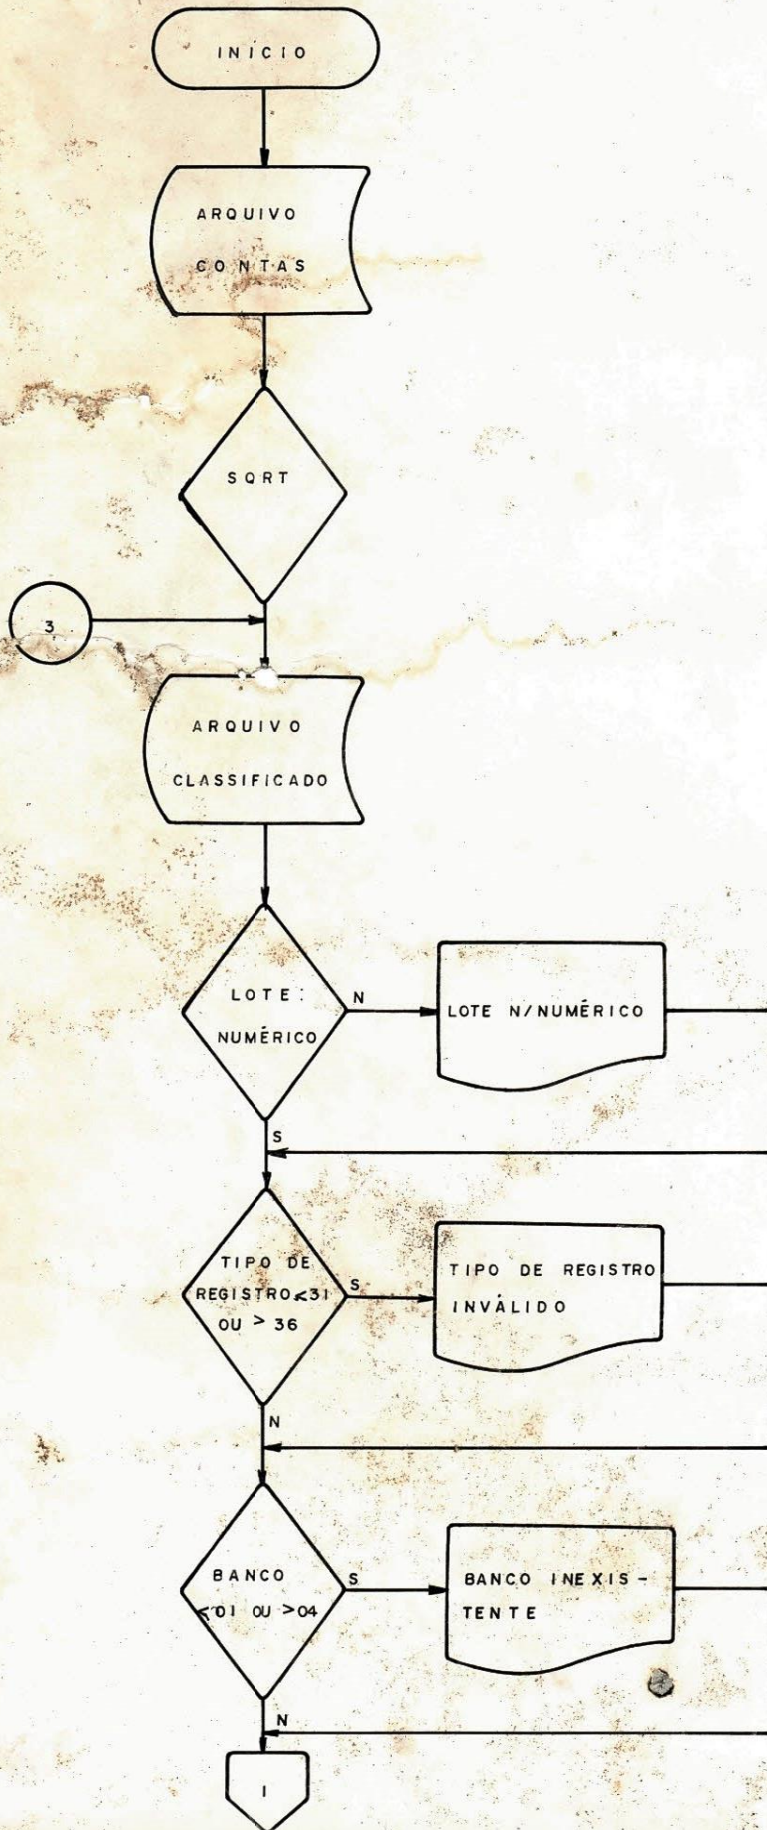 INÍCIO
ARQUIVO
CONTAS
SQRT
3
ARQUIVO
CLASSIFICADO
LOTE:
NUMÉRICO
N
LOTE N/NUMÉRICO
S
TIPO DE
REGISTRO <31
OU > 36
S
TIPO DE REGISTRO
INVÁLIDO
N
BANCO
< 01 OU >04
S
BANCO INEXIS-
TENTE
N
1